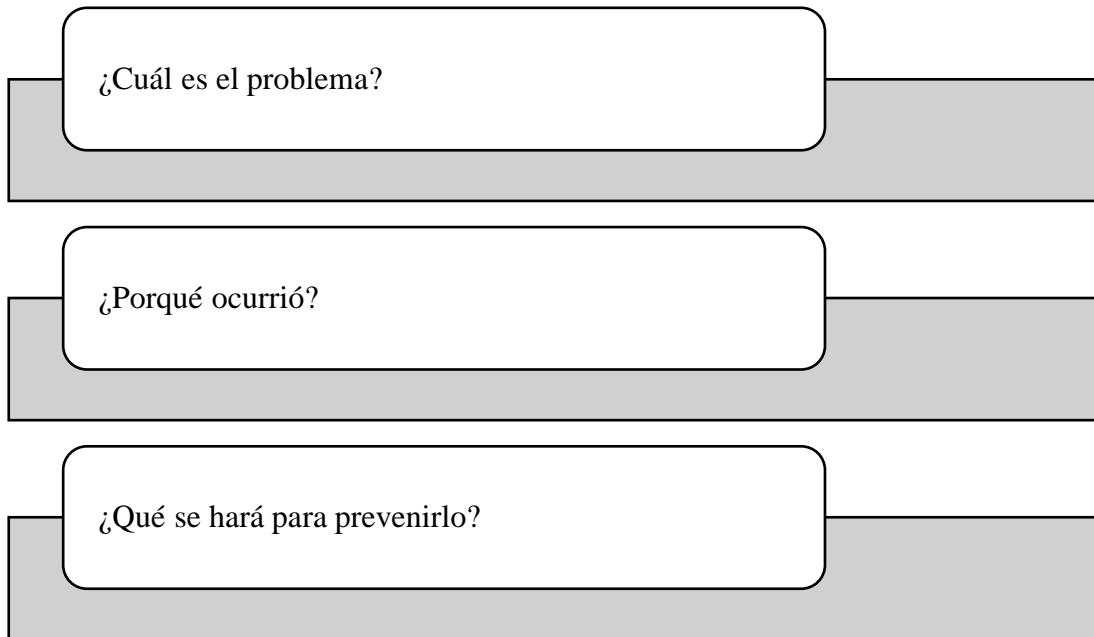 ¿Cuál es el problema?
¿Porqué ocurrió?
¿Qué se hará para prevenirlo?